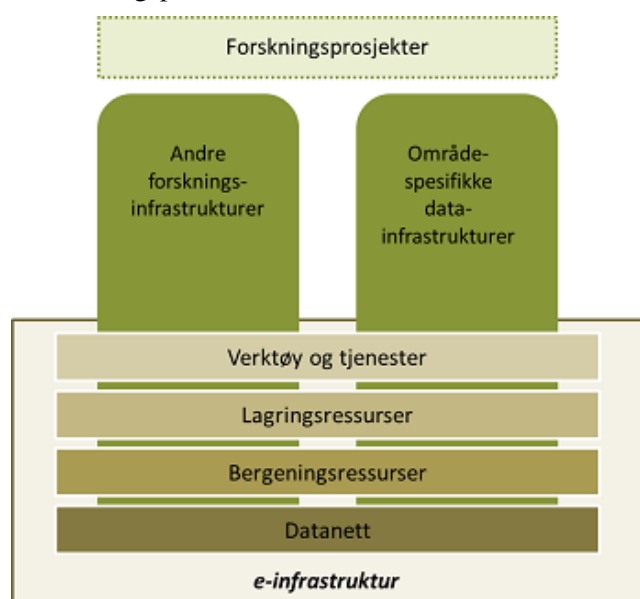 Forskningsprosjekter
Andre
forsknings-
infrastrukturer
Område-
spesifikke
data-
infrastrukturer
Verktøy og tjenester
Lagringsressurser
Bergeningsressurser
Datanett
e-infrastruktur